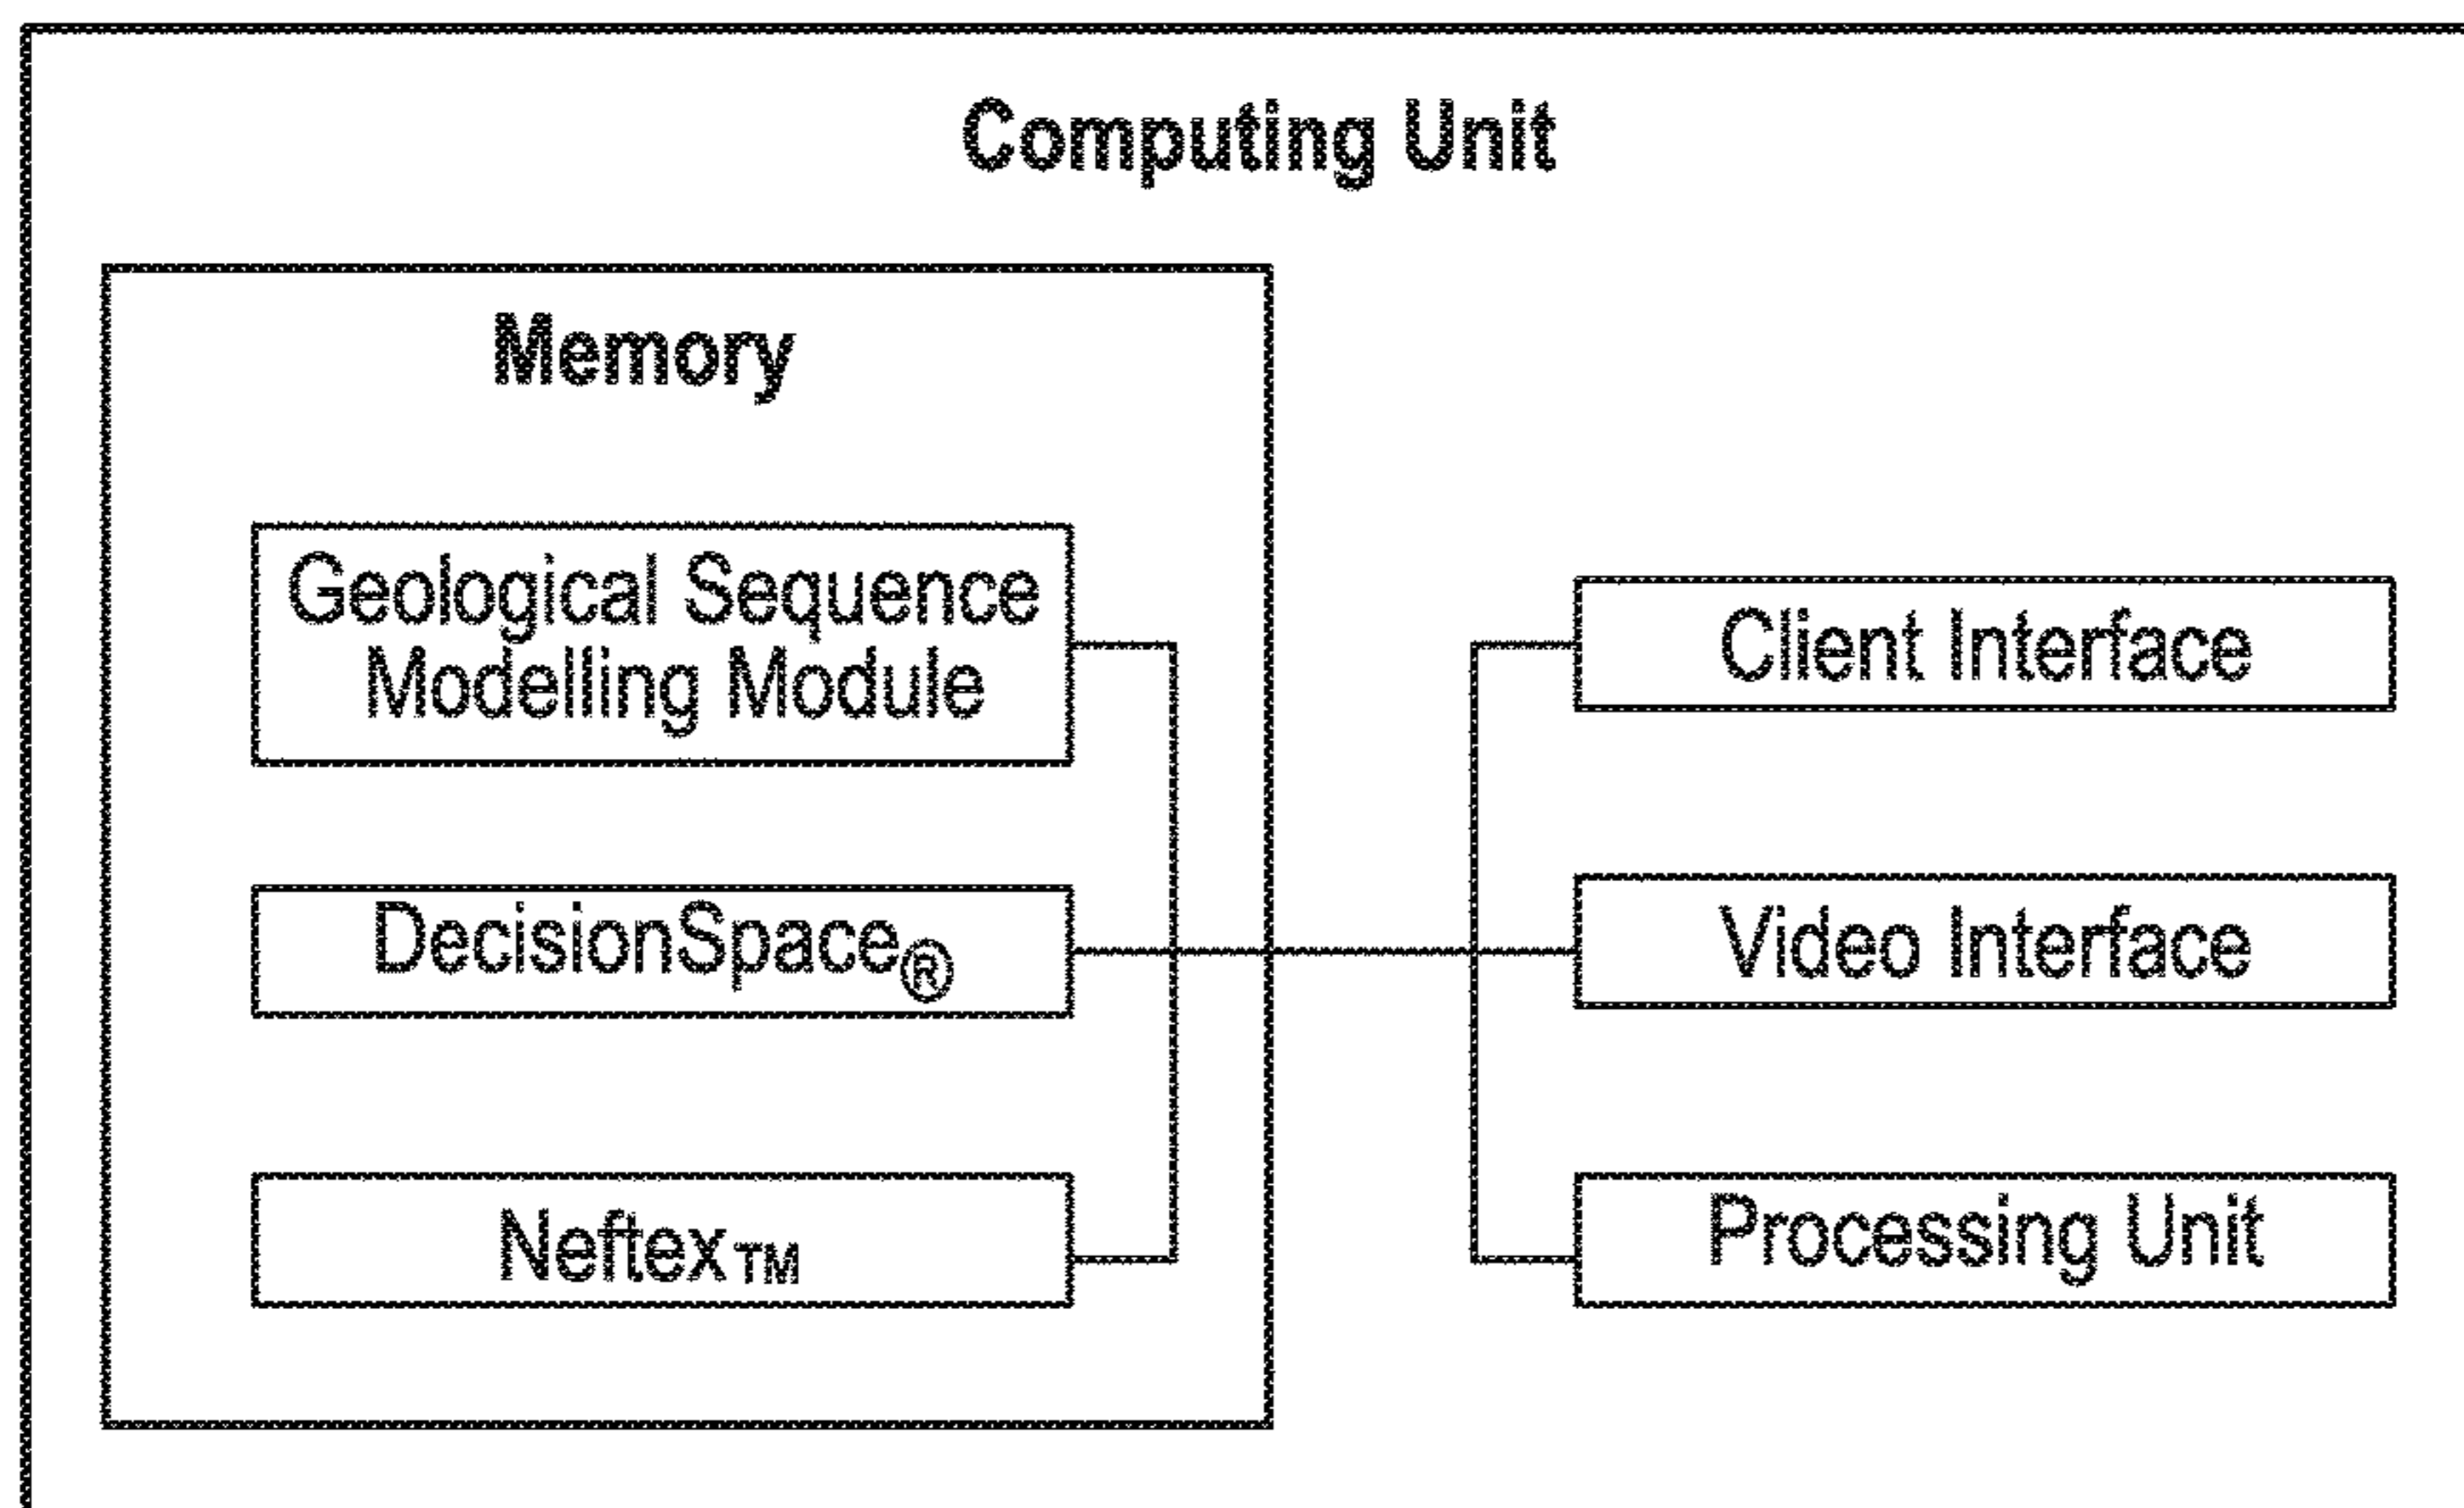 Computing Unit
Memory
Geological Sequence
Modelling Module
DecisionSpace®
Neftex™
Client Interface
Video Interface
Processing Unit